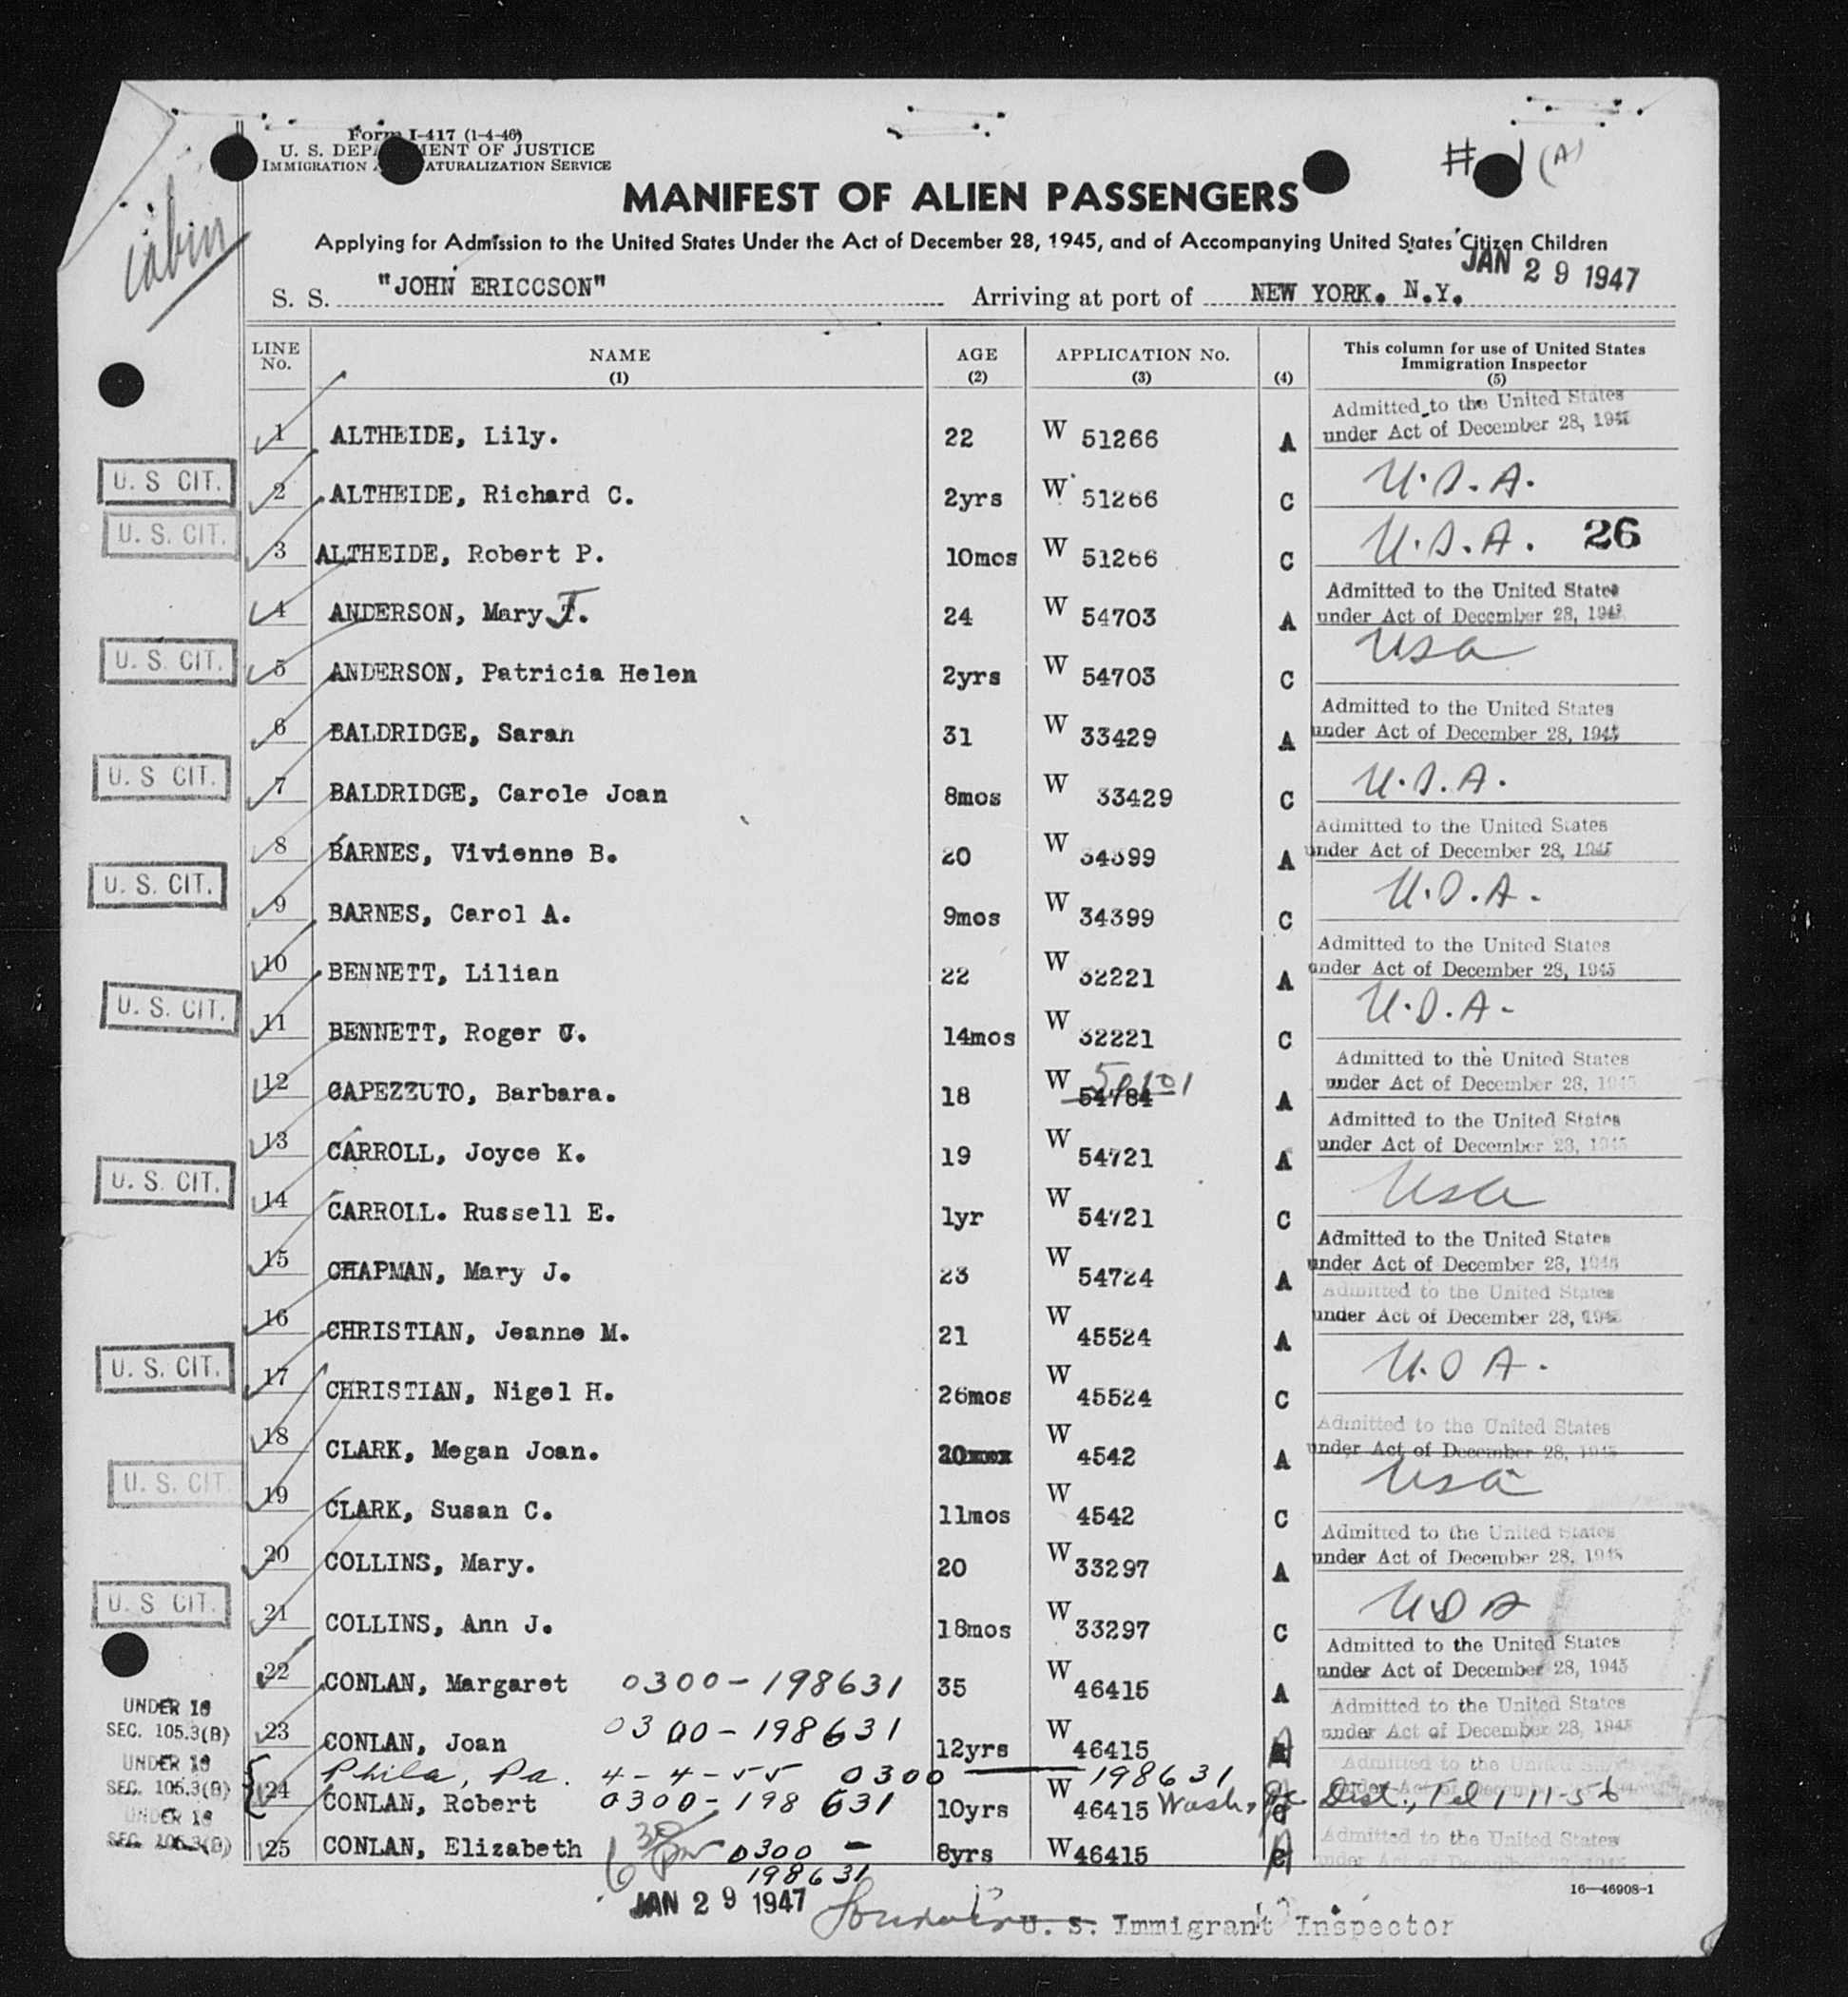 Form I-417 (1-4-46)
U. S. DEPARTMENT OF JUSTICE
IMMIGRATION NATURALIZATION SERVICE
# 1 (A)
cabin
MANIFEST OF ALIEN PASSENGERS
Applying for Admission to the United States Under the Act of December 28, 1945, and of Accompanying United States Citizen Children
JAN 29 1947
S. S. "JOHN ERICCSON" Arriving at port of NEW YORK. N.Y.
LINE No. NAME (1) AGE (2) APPLICATION No. (3) (4) This column for use of United States Immigration Inspector (5)
1 ALTHEIDE, Lily. 22 W 51266 A Admitted to the United States under Act of December 28, 1945
U. S CIT. 2 ALTHEIDE, Richard C. 2yrs W 51266 C U.S.A.
U. S. CIT. 3 ALTHEIDE, Robert P. 10mos W 51266 C U.S.A. 26
4 ANDERSON, Mary J. 24 W 54703 A Admitted to the United States under Act of December 28, 1945
U. S. CIT. 5 ANDERSON, Patricia Helen 2yrs W 54703 C USA
6 BALDRIDGE, Sarah 31 W 33429 A Admitted to the United States under Act of December 28, 1945
U. S CIT. 7 BALDRIDGE, Carole Joan 8mos W 33429 C U.S.A.
8 BARNES, Vivienne B. 20 W 34399 A Admitted to the United States under Act of December 28, 1945
U. S. CIT. 9 BARNES, Carol A. 9mos W 34399 C U.S.A.
10 BENNETT, Lilian 22 W 32221 A Admitted to the United States under Act of December 28, 1945
U. S. CIT. 11 BENNETT, Roger C. 14mos W 32221 C U.S.A.
12 CAPEZZUTO, Barbara. 18 W 54784 A Admitted to the United States under Act of December 28, 1945
13 CARROLL, Joyce K. 19 W 54721 A Admitted to the United States under Act of December 28, 1945
U. S. CIT. 14 CARROLL. Russell E. 1yr W 54721 C USA
15 CHAPMAN, Mary J. 23 W 54724 A Admitted to the United States under Act of December 28, 1945
16 CHRISTIAN, Jeanne M. 21 W 45524 A Admitted to the United States under Act of December 28, 1945
U. S. CIT. 17 CHRISTIAN, Nigel H. 26mos W 45524 C U.S.A.
18 CLARK, Megan Joan. W 4542 A Admitted to the United States under Act of December 28, 1945
U. S. CIT 19 CLARK, Susan C. 11mos W 4542 C USA
20 COLLINS, Mary. 20 W 33297 A Admitted to the United States under Act of December 28, 1945
U. S CIT. 21 COLLINS, Ann J. 18mos W 33297 C USA
22 CONLAN, Margaret 0300-198631 35 W 46415 A Admitted to the United States under Act of December 28, 1945
UNDER 18 SEC. 105.3(B) 23 CONLAN, Joan 0300-198631 12yrs W 46415 A Admitted to the United States under Act of December 28, 1945
Phila, Pa. 4-4-55 0300 — 198631 Admitted to the United States
UNDER 18 SEC. 105.3(B) 24 CONLAN, Robert 0300-198631 10yrs W 46415 Wash,
UNDER 18 SEC. 105.3(B) 25 CONLAN, Elizabeth 0300-198631 8yrs W 46415 A Admitted to the United States
16—46908-1
JAN 29 1947
U. S. Immigrant Inspector